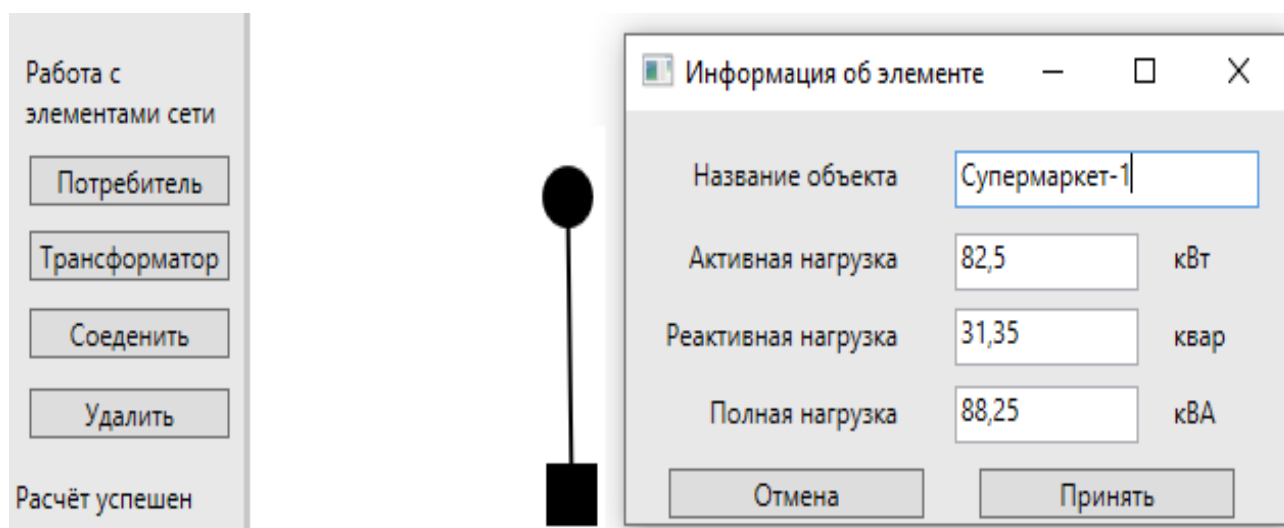 Работа с
элементами сети
Потребитель
Трансформатор
Соеденить
Удалить
Расчёт успешен
Информация об элементе
Название объекта Супермаркет-1
Активная нагрузка 82,5 кВт
Реактивная нагрузка 31,35 квар
Полная нагрузка 88,25 кВА
Отмена Принять